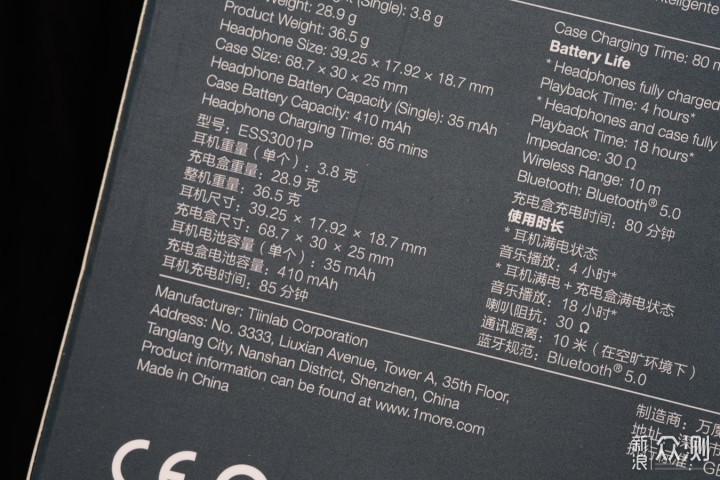 (Single): 3.8 g
Weight: 28.9 g
Product Weight: 36.5 g
Headphone Size: 39.25 × 17.92 × 18.7 mm
Case Size: 68.7 × 30 × 25 mm
Headphone Battery Capacity (Single): 35 mAh
Case Battery Capacity: 410 mAh
Headphone Charging Time: 85 mins
型号: ESS3001P
耳机重量（单个）: 3.8 克
充电盒重量: 28.9 克
整机重量: 36.5 克
耳机尺寸: 39.25 × 17.92 × 18.7 mm
充电盒尺寸: 68.7 × 30 × 25 mm
耳机电池容量（单个）: 35 mAh
充电盒电池容量: 410 mAh
耳机充电时间: 85 分钟
Case Charging Time: 80 m
Battery Life
* Headphones fully charged
Playback Time: 4 hours*
* Headphones and case fully
Playback Time: 18 hours*
Impedance: 30 Ω
Wireless Range: 10 m
Bluetooth: Bluetooth® 5.0
充电盒充电时间: 80 分钟
使用时长
* 耳机满电状态
音乐播放: 4 小时*
* 耳机满电 + 充电盒满电状态
音乐播放: 18 小时*
喇叭阻抗: 30 Ω
通讯距离: 10 米（在空旷环境下）
蓝牙规范: Bluetooth® 5.0
Manufacturer: Tiinlab Corporation
Address: No. 3333, Liuxian Avenue, Tower A, 35th Floor,
Tanglang City, Nanshan District, Shenzhen, China
Product information can be found at www.1more.com
Made in China
制造商: 万魔
地址:
CE
新浪众测